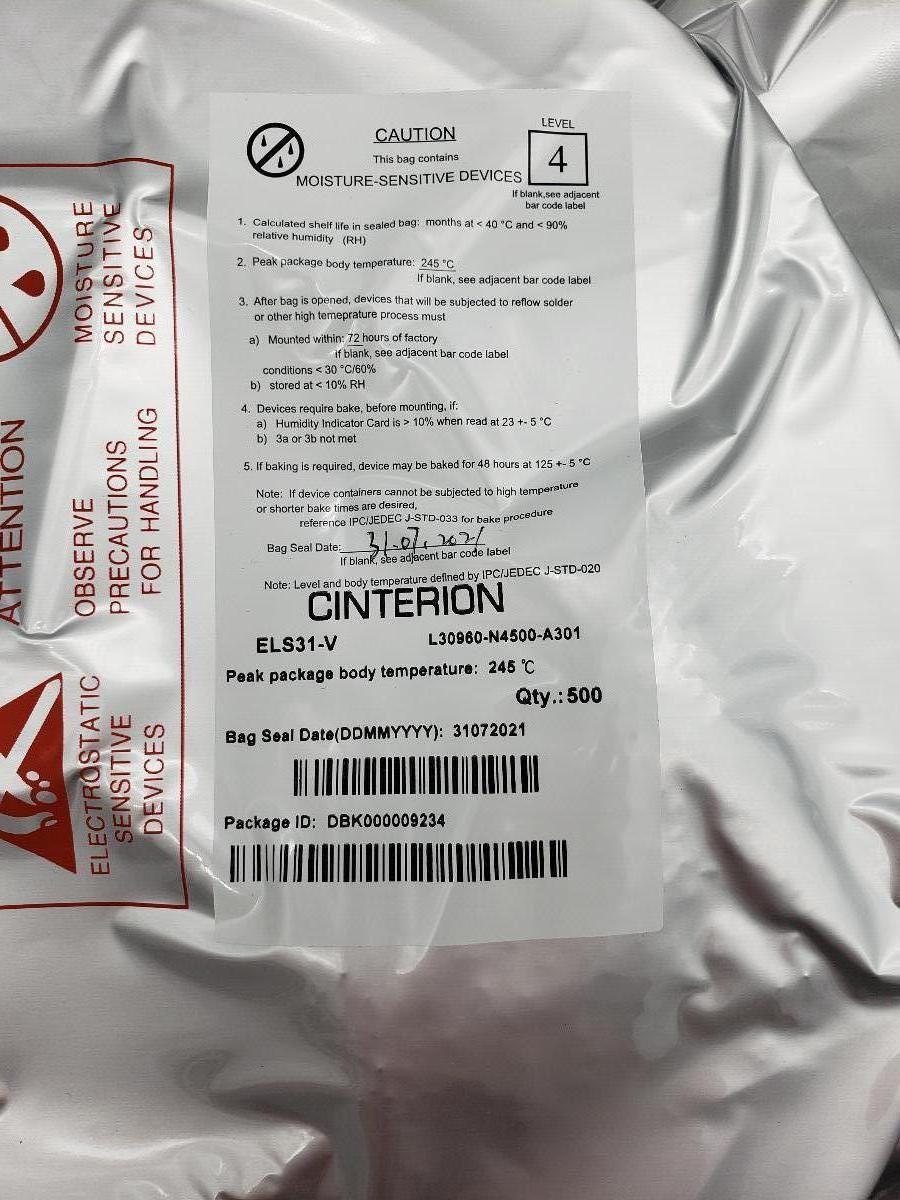 CAUTION
This bag contains
MOISTURE-SENSITIVE DEVICES
LEVEL
4
If blank,see adjacent
bar code label
1. Calculated shelf life in sealed bag: months at < 40 °C and < 90%
relative humidity (RH)
2. Peak package body temperature: 245 °C
If blank, see adjacent bar code label
3. After bag is opened, devices that will be subjected to reflow solder
or other high temeprature process must
a) Mounted within: 72 hours of factory
If blank, see adjacent bar code label
conditions < 30 °C/60%
b) stored at < 10% RH
4. Devices require bake, before mounting, if:
a) Humidity Indicator Card is > 10% when read at 23 +- 5 °C
b) 3a or 3b not met
5. If baking is required, device may be baked for 48 hours at 125 +- 5 °C
Note: If device containers cannot be subjected to high temperature
or shorter bake times are desired,
reference IPC/JEDEC J-STD-033 for bake procedure
Bag Seal Date: 31.07.2021
If blank, see adjacent bar code label
Note: Level and body temperature defined by IPC/JEDEC J-STD-020
CINTERION
ELS31-V L30960-N4500-A301
Peak package body temperature: 245 ℃
Qty.: 500
Bag Seal Date(DDMMYYYY): 31072021
Package ID: DBK000009234
ATTENTION
OBSERVE
PRECAUTIONS
FOR HANDLING
ELECTROSTATIC
SENSITIVE
DEVICES
MOISTURE
SENSITIVE
DEVICES